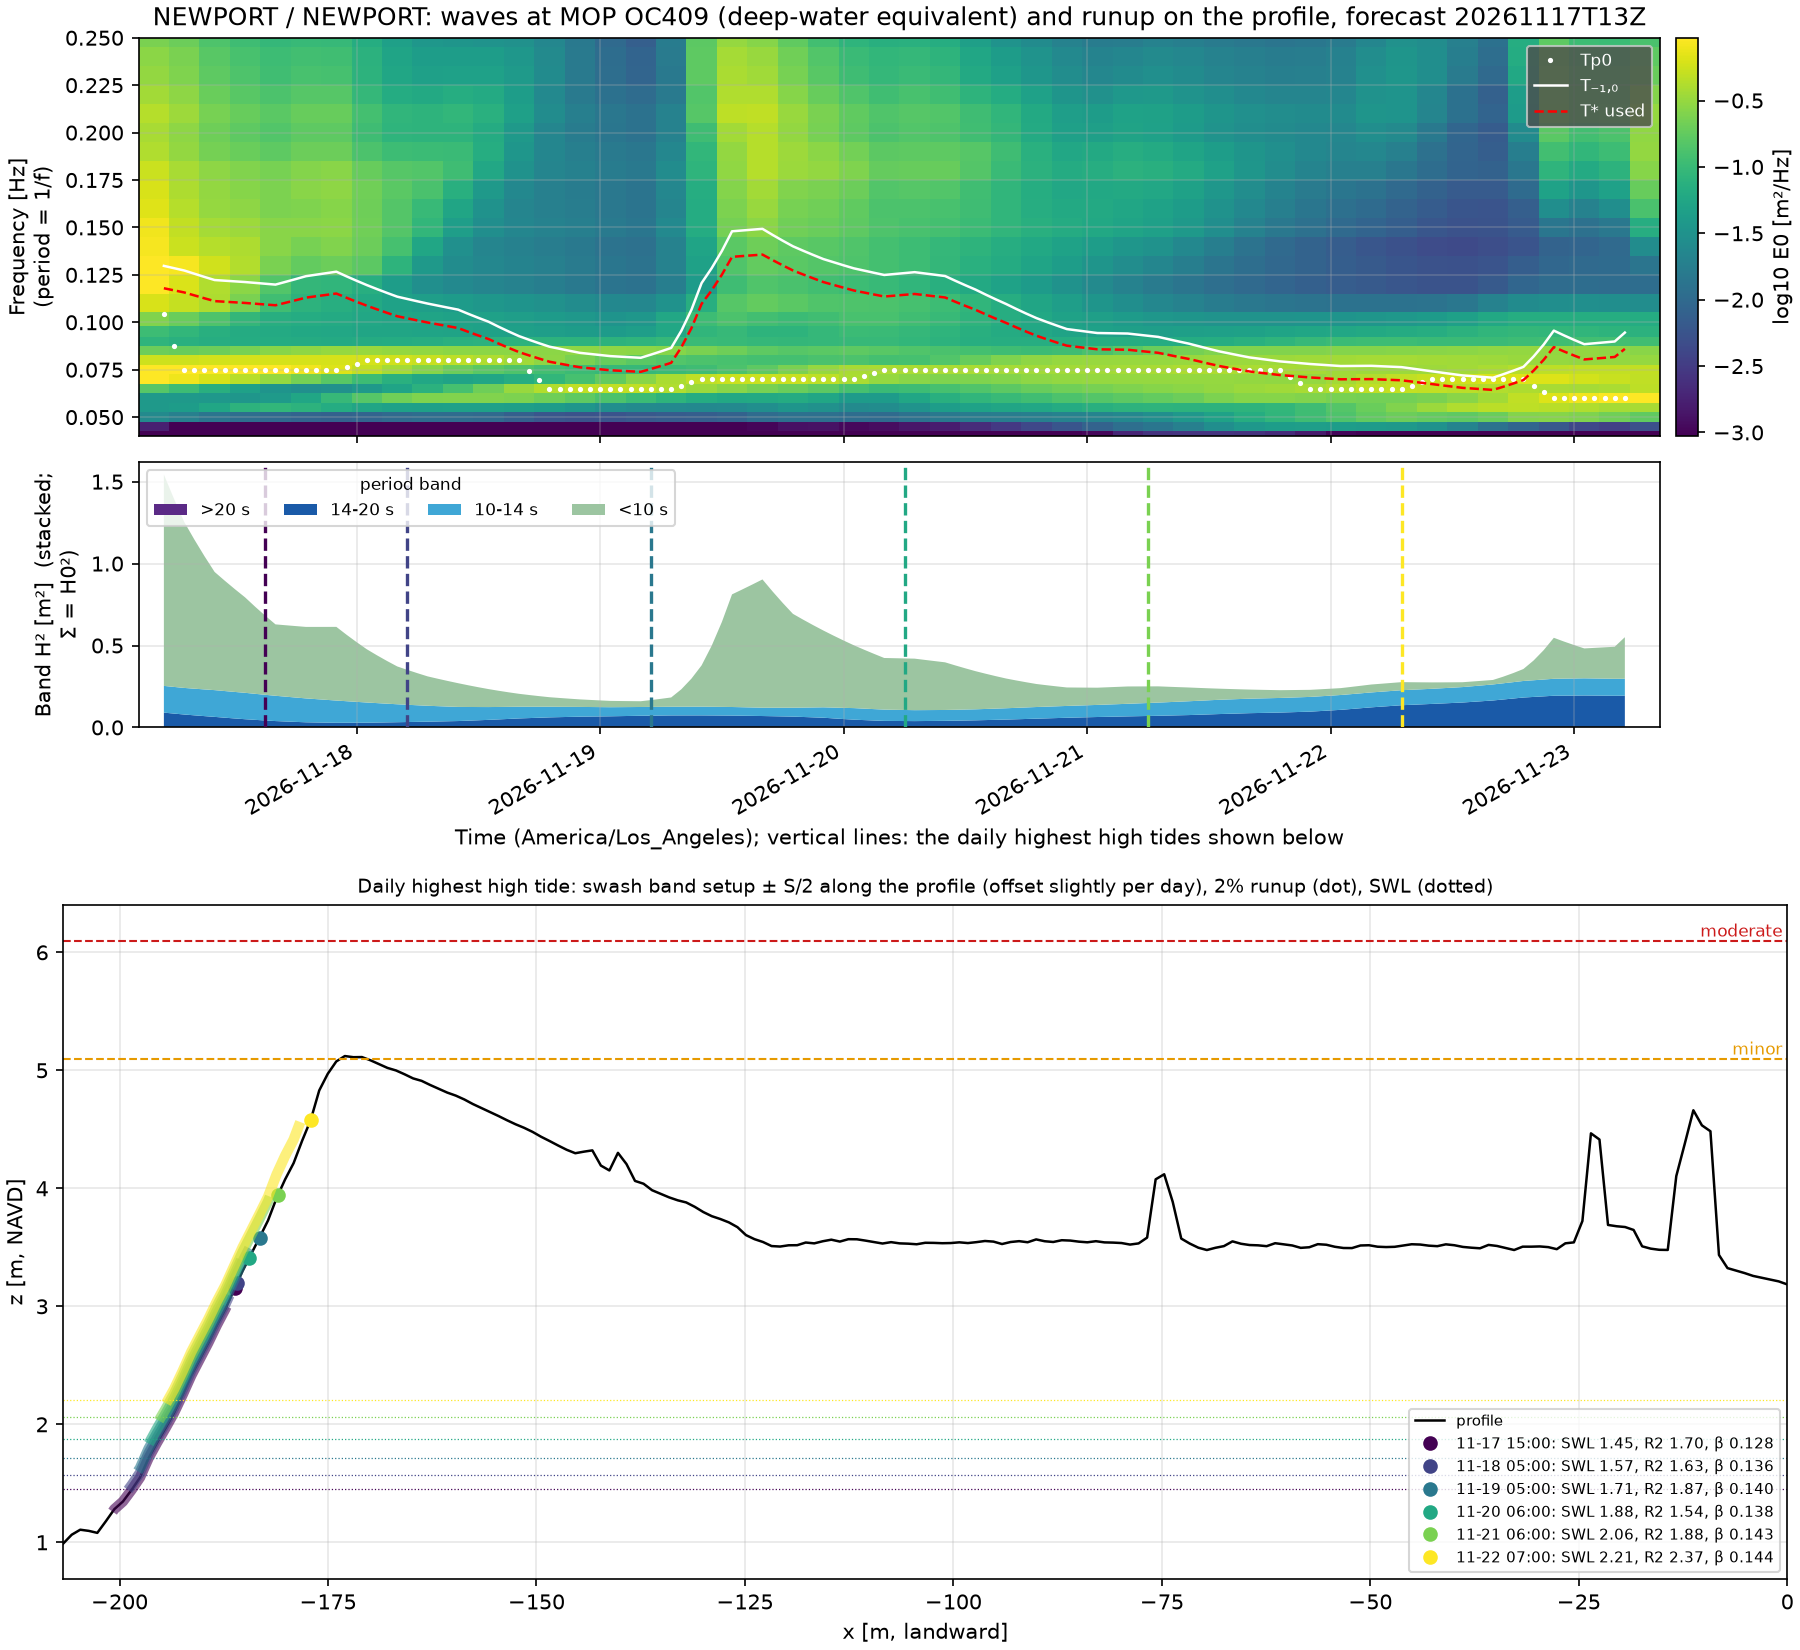 NEWPORT / NEWPORT: waves at MOP OC409 (deep-water equivalent) and runup on the profile, forecast 20261117T13Z
Frequency [Hz]
(period = 1/f)
0.250
0.225
0.200
0.175
0.150
0.125
0.100
0.075
0.050
Tp0
T₋₁,₀
T* used
−0.5
−1.0
−1.5
−2.0
−2.5
−3.0
log10 E0 [m²/Hz]
Band H² [m²] (stacked;
Σ = H0²)
1.5
1.0
0.5
0.0
period band
>20 s
14-20 s
10-14 s
<10 s
2026-11-18
2026-11-19
2026-11-20
2026-11-21
2026-11-22
2026-11-23
Time (America/Los_Angeles); vertical lines: the daily highest high tides shown below
Daily highest high tide: swash band setup ± S/2 along the profile (offset slightly per day), 2% runup (dot), SWL (dotted)
z [m, NAVD]
6
5
4
3
2
1
moderate
minor
profile
11-17 15:00: SWL 1.45, R2 1.70, β 0.128
11-18 05:00: SWL 1.57, R2 1.63, β 0.136
11-19 05:00: SWL 1.71, R2 1.87, β 0.140
11-20 06:00: SWL 1.88, R2 1.54, β 0.138
11-21 06:00: SWL 2.06, R2 1.88, β 0.143
11-22 07:00: SWL 2.21, R2 2.37, β 0.144
−200
−175
−150
−125
−100
−75
−50
−25
0
x [m, landward]